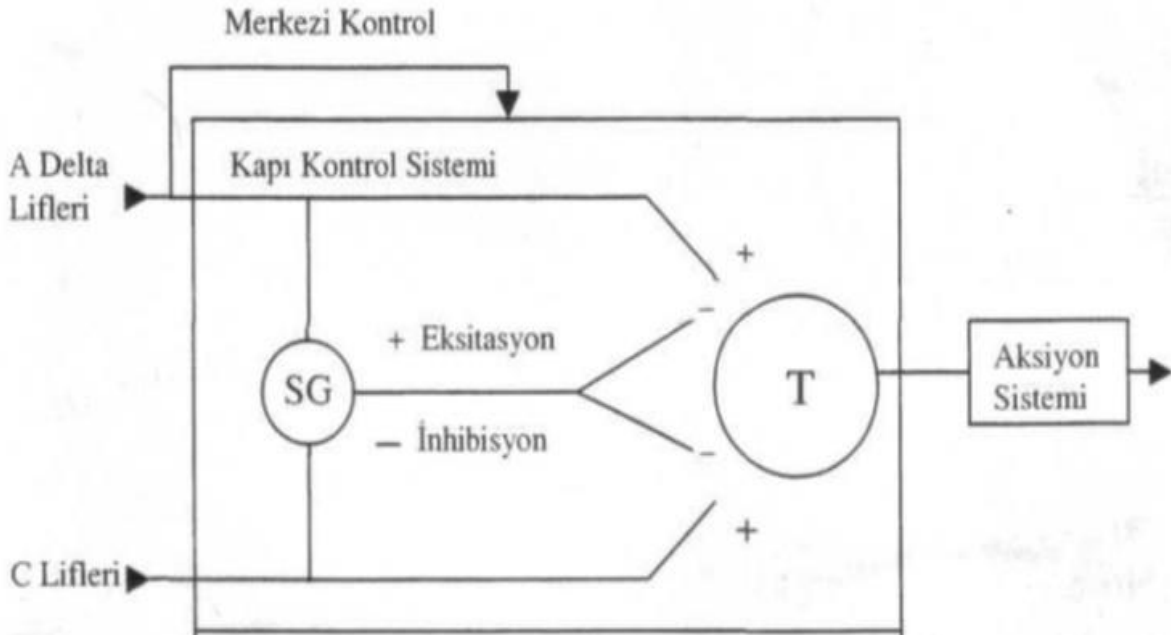 Merkezi Kontrol
A Delta
Lifleri
Kapı Kontrol Sistemi
+
-
+ Eksitasyon
SG
T
Aksiyon
Sistemi
- İnhibisyon
-
+
C Lifleri